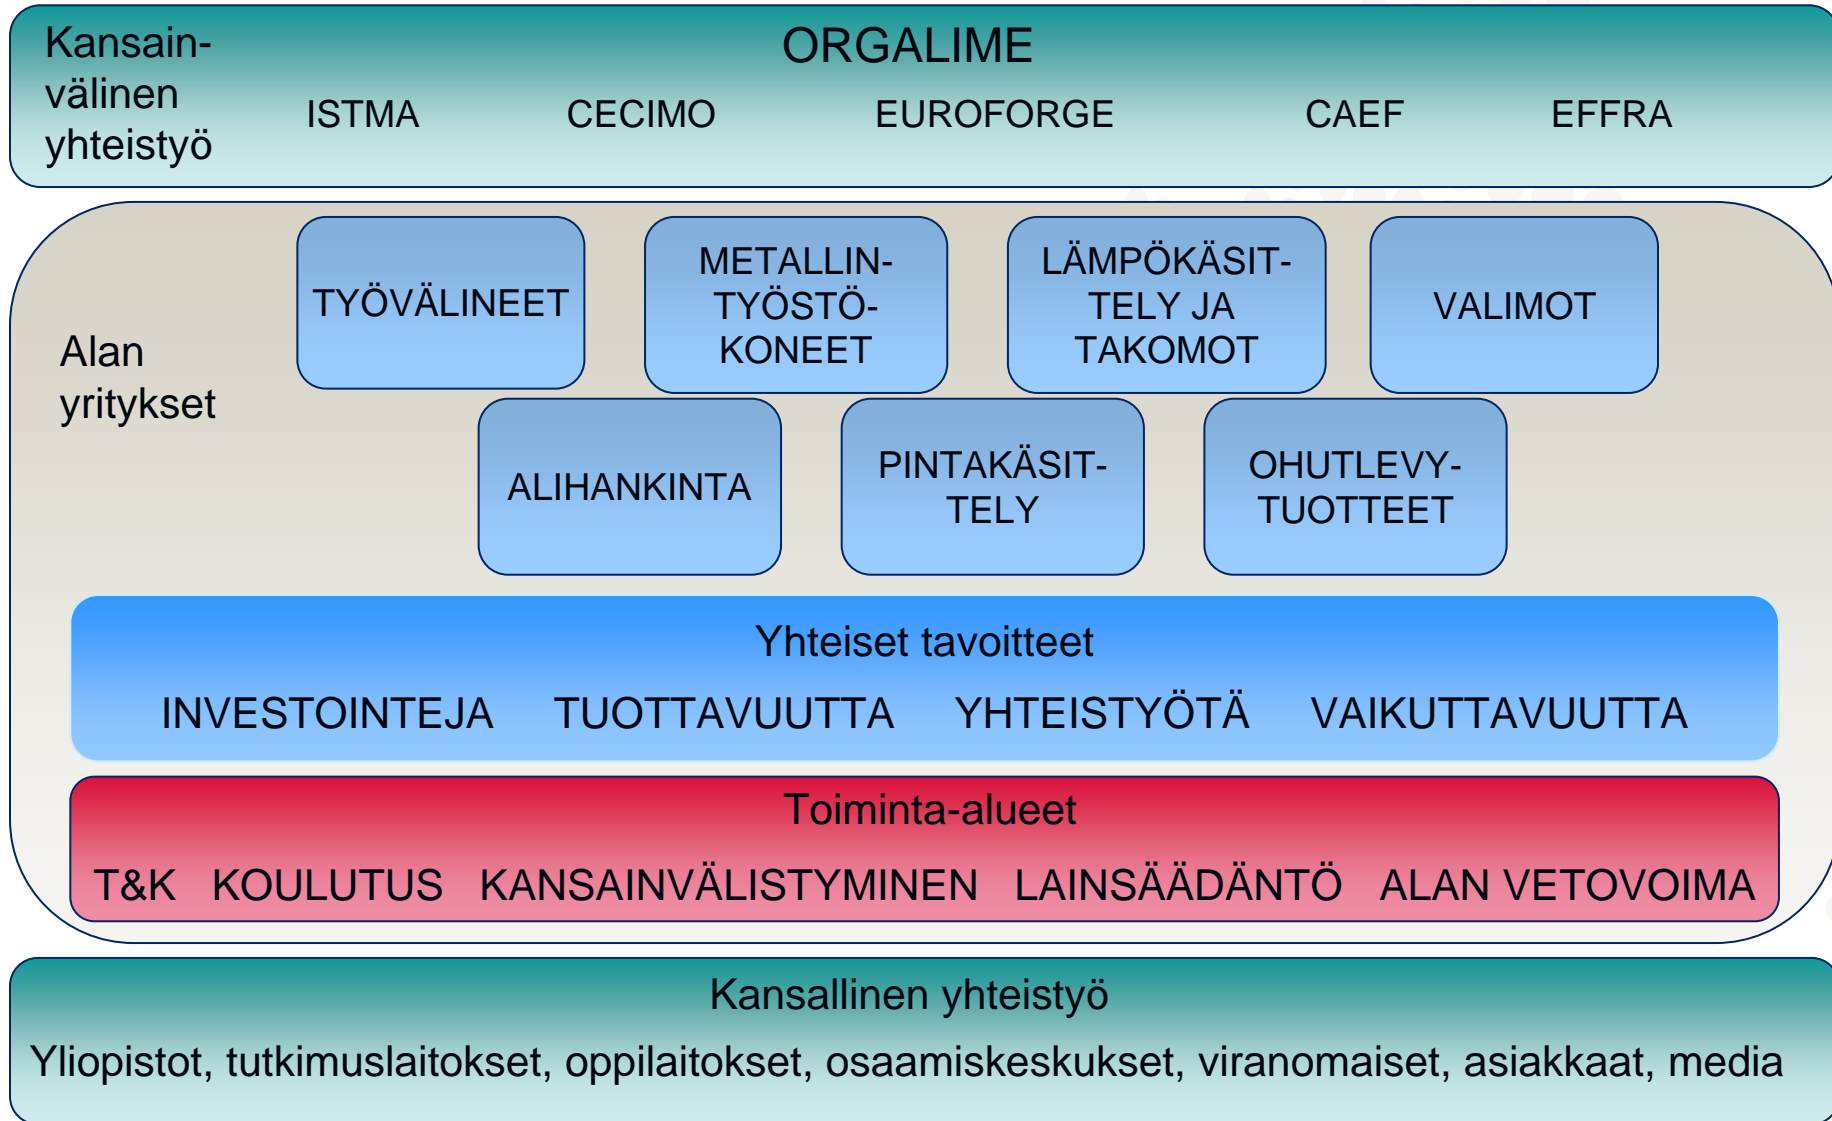 Kansain-
välinen
yhteistyö
ORGALIME
ISTMA CECIMO EUROFORGE CAEF EFFRA
Alan
yritykset
TYÖVÄLINEET
METALLIN-
TYÖSTÖ-
KONEET
LÄMPÖKÄSIT-
TELY JA
TAKOMOT
VALIMOT
ALIHANKINTA
PINTAKÄSIT-
TELY
OHUTLEVY-
TUOTTEET
Yhteiset tavoitteet
INVESTOINTEJA TUOTTAVUUTTA YHTEISTYÖTÄ VAIKUTTAVUUTTA
Toiminta-alueet
T&K KOULUTUS KANSAINVÄLISTYMINEN LAINSÄÄDÄNTÖ ALAN VETOVOIMA
Kansallinen yhteistyö
Yliopistot, tutkimuslaitokset, oppilaitokset, osaamiskeskukset, viranomaiset, asiakkaat, media